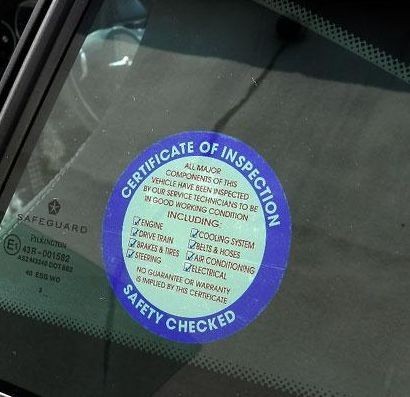 CERTIFICATE OF INSPECTION
ALL MAJOR
COMPONENTS OF THIS
VEHICLE HAVE BEEN INSPECTED
BY OUR SERVICE TECHNICIANS TO BE
IN GOOD WORKING CONDITION
INCLUDING:
ENGINE
DRIVE TRAIN
BRAKES & TIRES
STEERING
COOLING SYSTEM
BELTS & HOSES
AIR CONDITIONING
ELECTRICAL
NO GUARANTEE OR WARRANTY
IS IMPLIED BY THIS CERTIFICATE
SAFETY CHECKED
SAFEGUARD
PILKINGTON
43R-001582